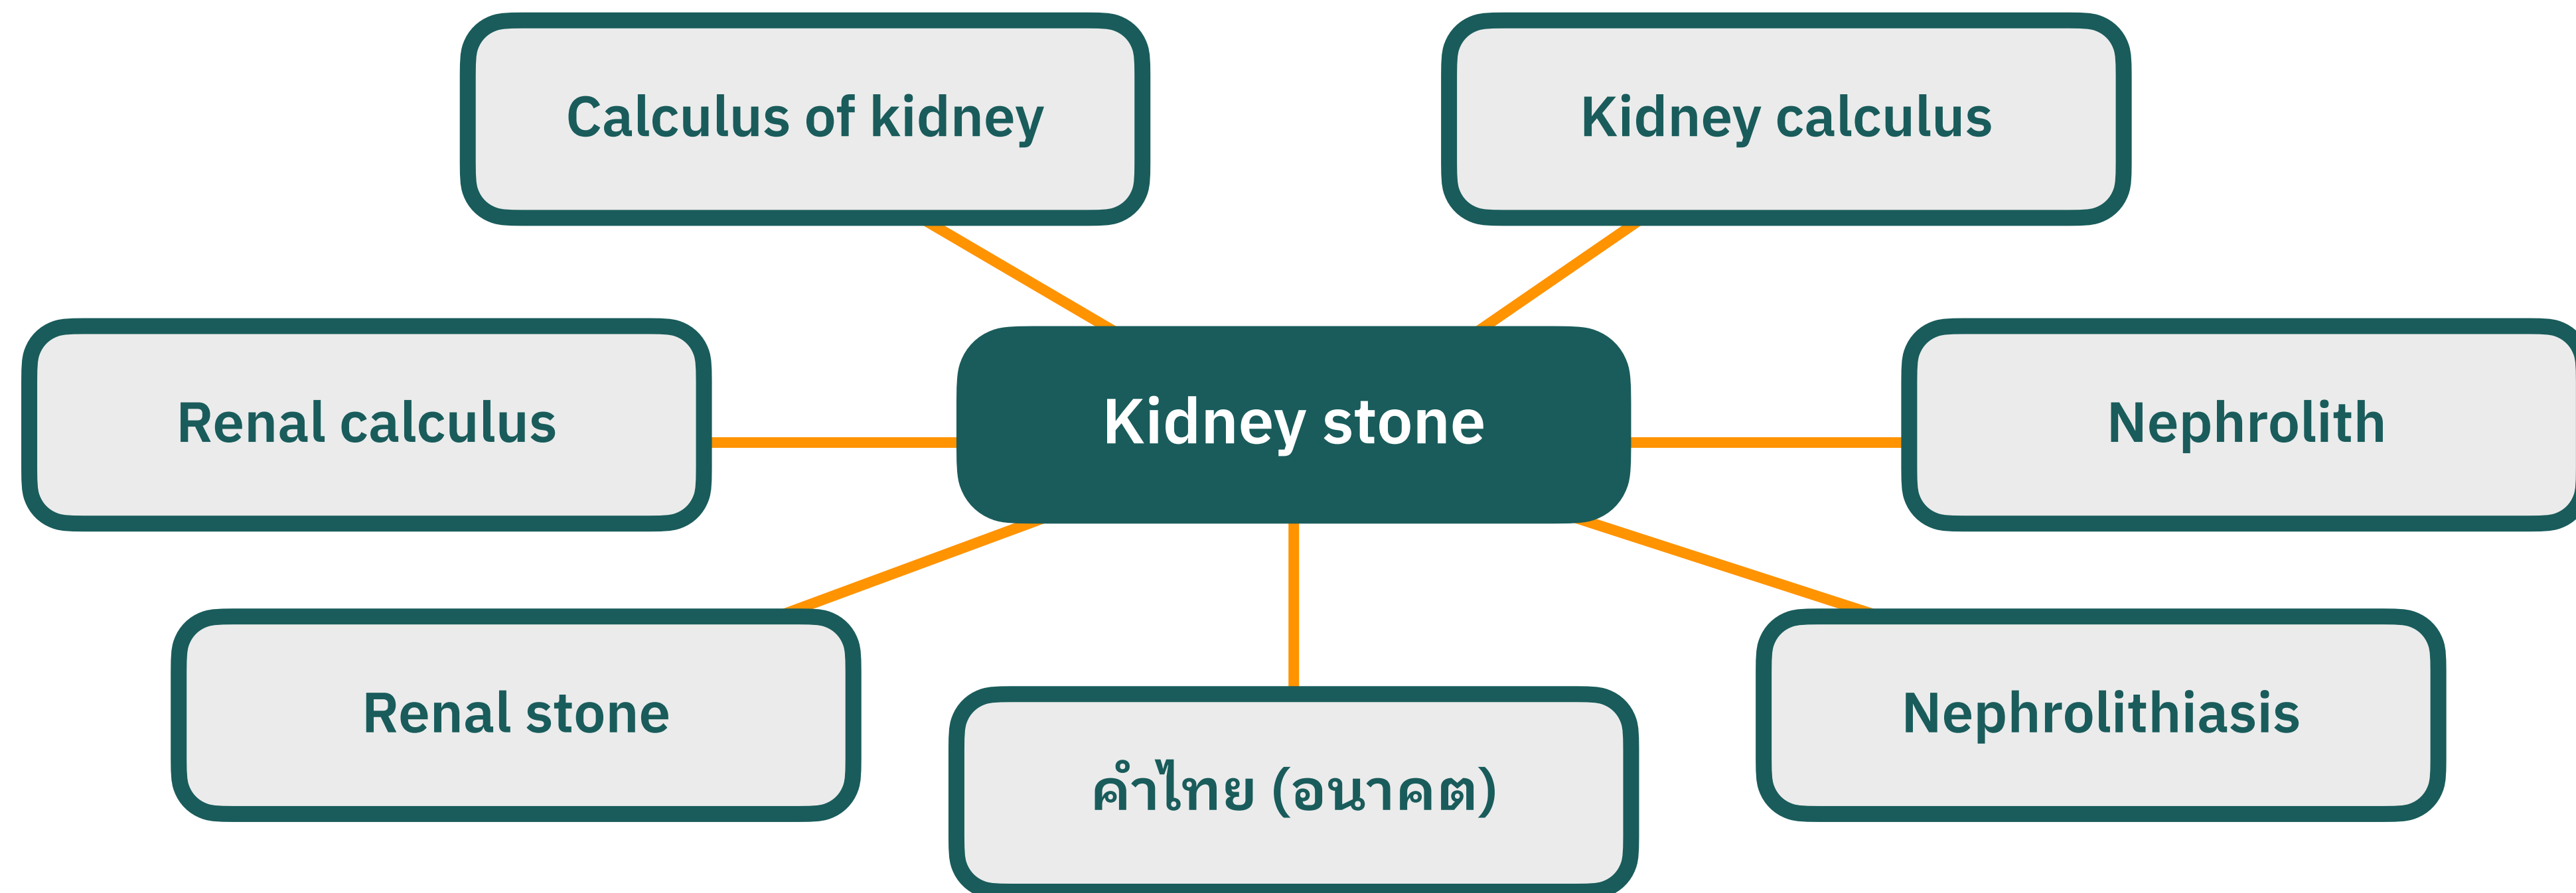 Calculus of kidney
Kidney calculus
Renal calculus
Kidney stone
Nephrolith
Renal stone
คำไทย (อนาคต)
Nephrolithiasis